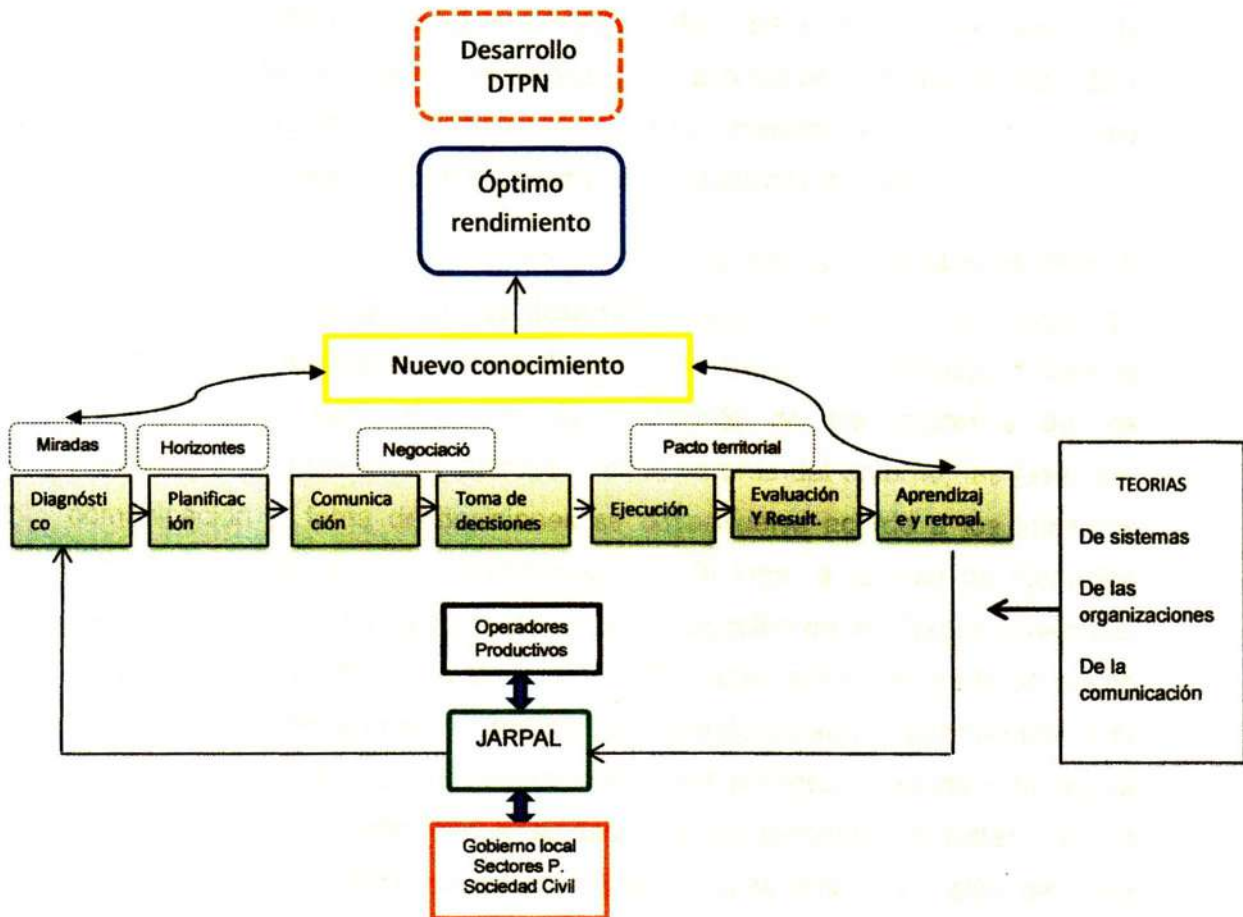 Desarrollo
DTPN
Óptimo
rendimiento
Nuevo conocimiento
Miradas
Horizontes
Negociació
Pacto territorial
Diagnósti
co
Planificac
ión
Comunica
ción
Toma de
decisiones
Ejecución
Evaluación
Y Result.
Aprendizaj
e y retroal.
TEORIAS
De sistemas
De las
organizaciones
De la
comunicación
Operadores
Productivos
JARPAL
Gobierno local
Sectores P.
Sociedad Civil